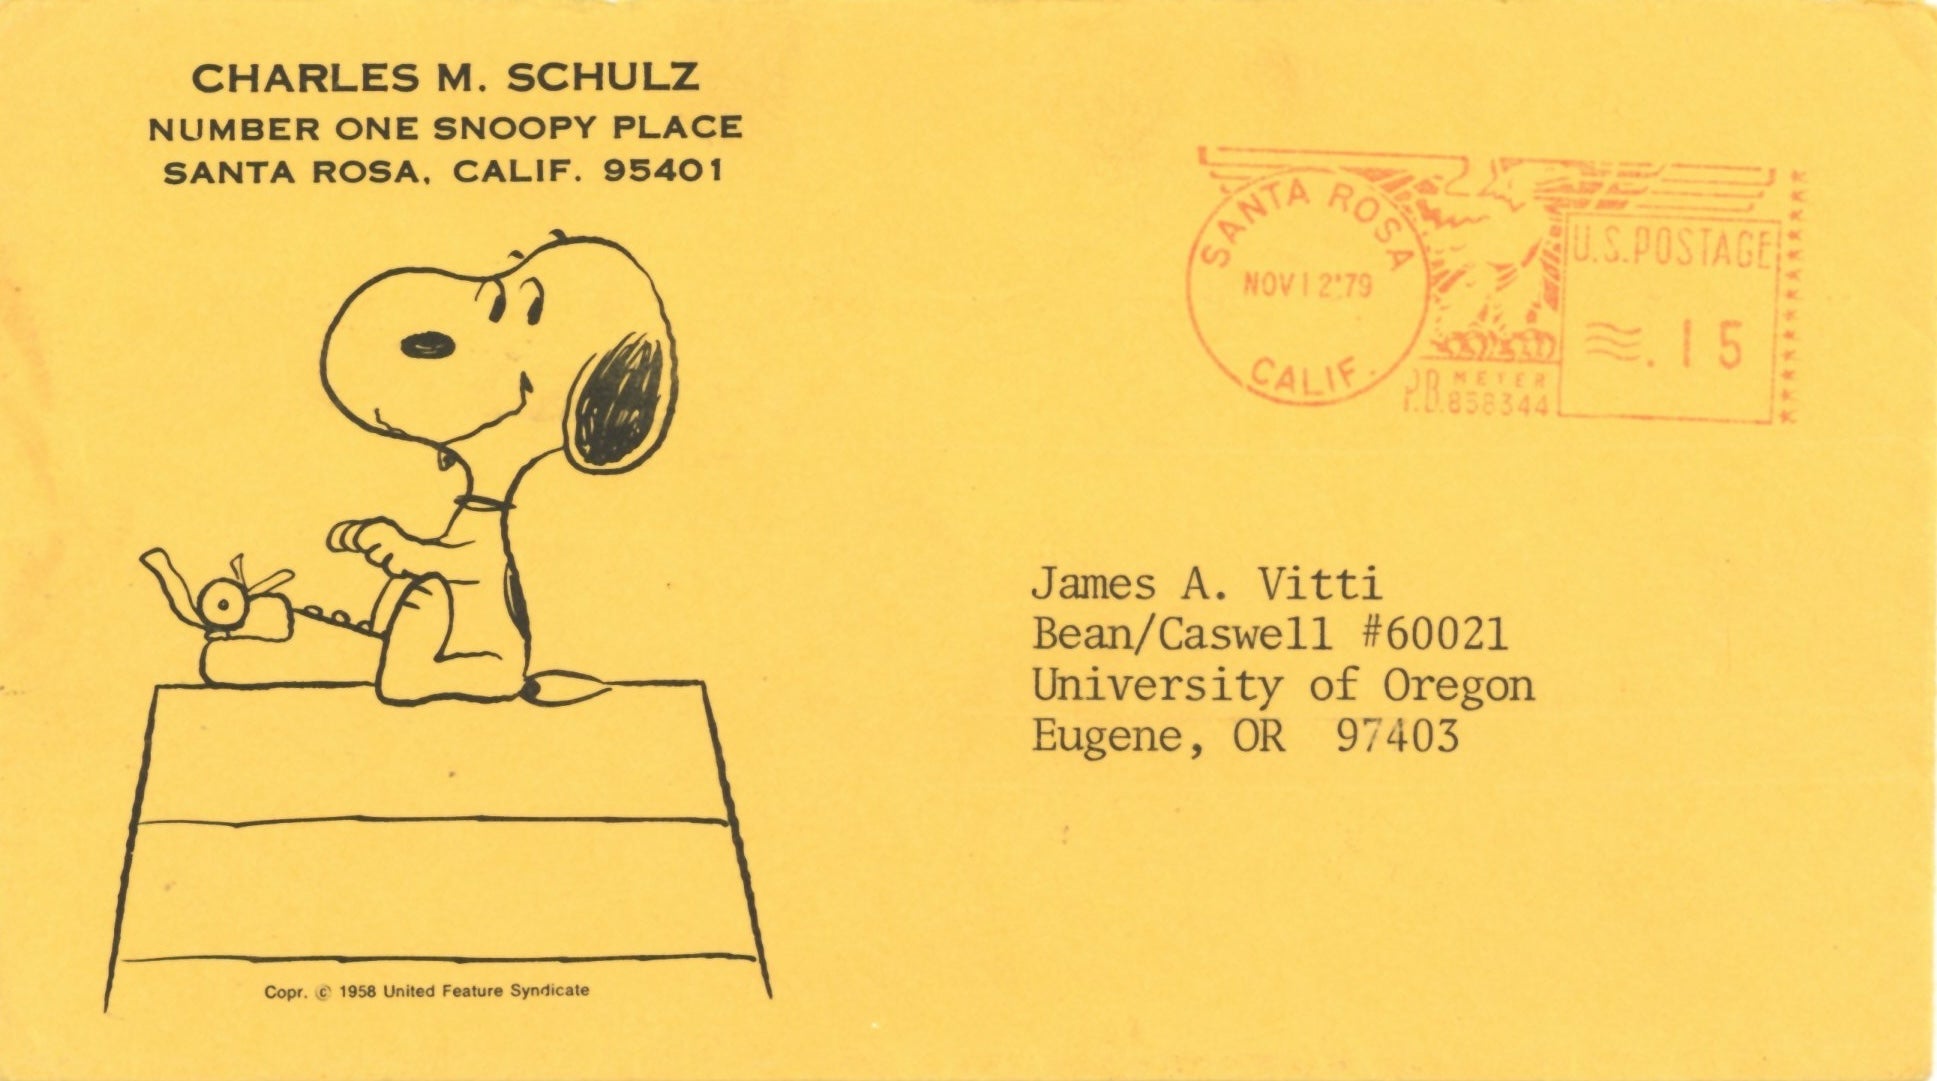 CHARLES M. SCHULZ
NUMBER ONE SNOOPY PLACE
SANTA ROSA, CALIF. 95401
SANTA ROSA
NOV 12 '79
CALIF.
P.B. METER
858344
U.S. POSTAGE
.15
James A. Vitti
Bean/Caswell #60021
University of Oregon
Eugene, OR 97403
Copr. © 1958 United Feature Syndicate